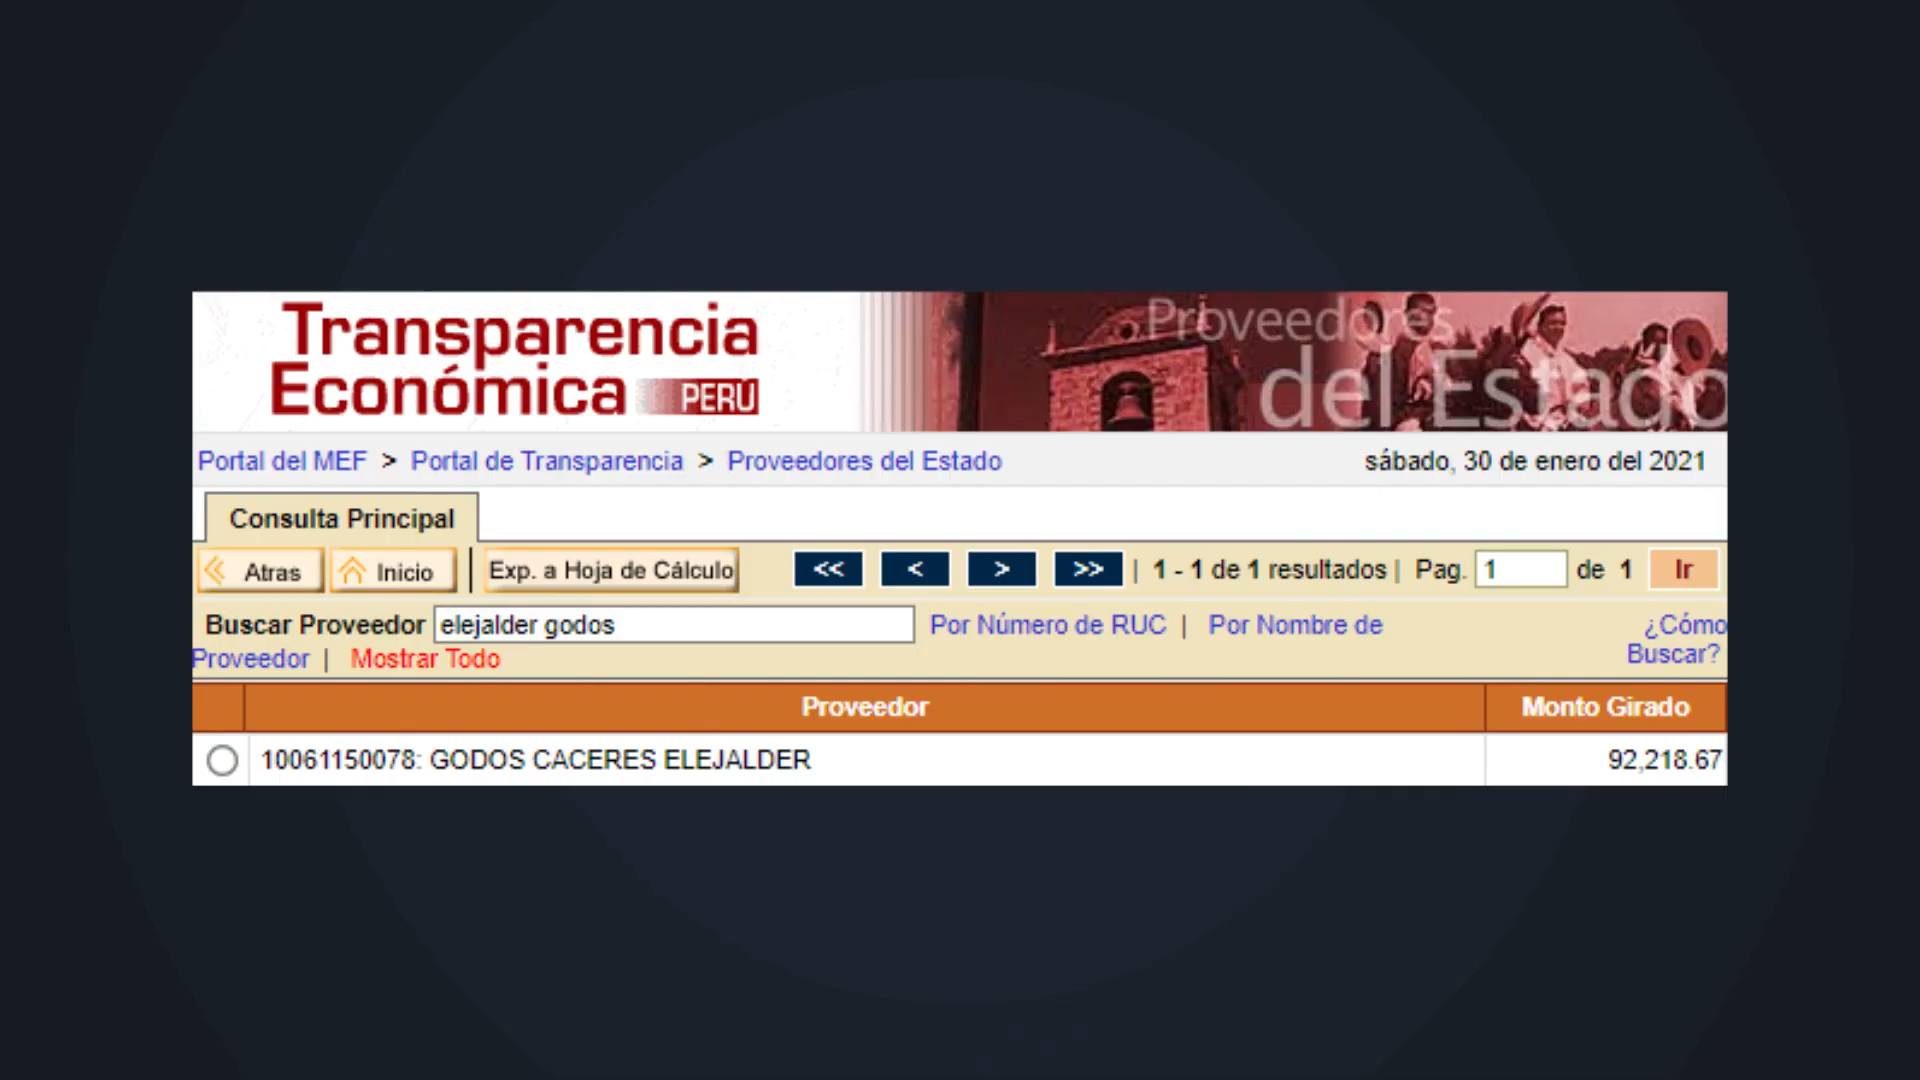 Transparencia
Económica PERU
Proveedores
del Estado
Portal del MEF > Portal de Transparencia > Proveedores del Estado sábado, 30 de enero del 2021
Consulta Principal
Atras Inicio | Exp. a Hoja de Cálculo << < > >> | 1 - 1 de 1 resultados | Pag. 1 de 1 Ir
Buscar Proveedor elejalder godos Por Número de RUC | Por Nombre de ¿Cómo
Proveedor | Mostrar Todo Buscar?
Proveedor Monto Girado
10061150078: GODOS CACERES ELEJALDER 92,218.67